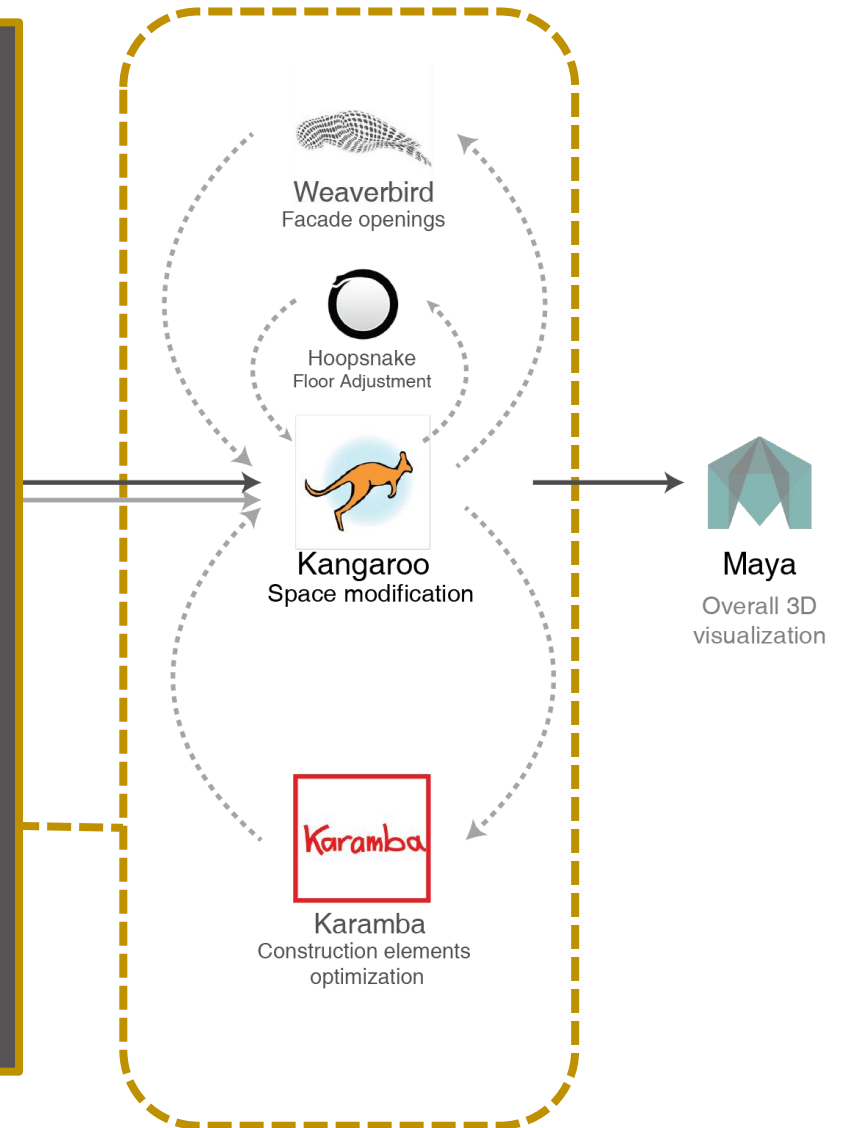 Weaverbird
Facade openings
Hoopsnake
Floor Adjustment
Kangaroo
Space modification
Maya
Overall 3D
visualization
Karamba
Karamba
Construction elements
optimization